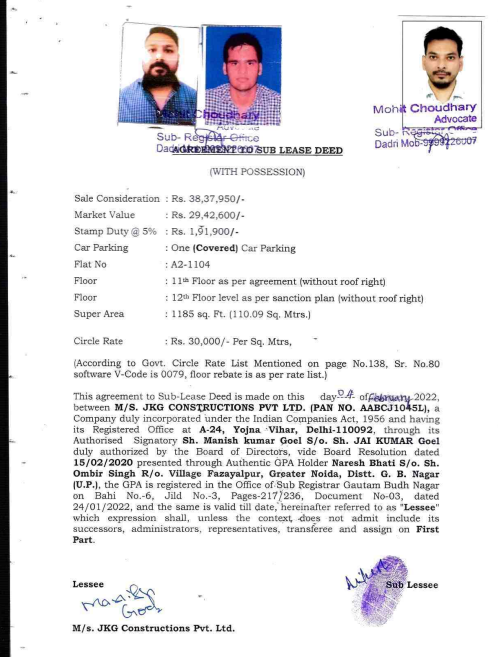 Mohit Choudhary
Advocate
Sub- Registrar Office
Mohit Choudhary
Advocate
Sub- Registrar Office
Dadri Mob-9999226007
AGREEMENT TO SUB LEASE DEED
(WITH POSSESSION)
Sale Consideration : Rs. 38,37,950/-
Market Value : Rs. 29,42,600/-
Stamp Duty @ 5% : Rs. 1,91,900/-
Car Parking : One (Covered) Car Parking
Flat No : A2-1104
Floor : 11th Floor as per agreement (without roof right)
Floor : 12th Floor level as per sanction plan (without roof right)
Super Area : 1185 sq. Ft. (110.09 Sq. Mtrs.)
Circle Rate : Rs. 30,000/- Per Sq. Mtrs,
(According to Govt. Circle Rate List Mentioned on page No.138, Sr. No.80
software V-Code is 0079, floor rebate is as per rate list.)
This agreement to Sub-Lease Deed is made on this day of February 2022,
between M/S. JKG CONSTRUCTIONS PVT LTD. (PAN NO. AABCJ1045L), a
Company duly incorporated under the Indian Companies Act, 1956 and having
its Registered Office at A-24, Yojna Vihar, Delhi-110092, through its
Authorised Signatory Sh. Manish kumar Goel S/o. Sh. JAI KUMAR Goel
duly authorized by the Board of Directors, vide Board Resolution dated
15/02/2020 presented through Authentic GPA Holder Naresh Bhati S/o. Sh.
Ombir Singh R/o. Village Fazayalpur, Greater Noida, Distt. G. B. Nagar
(U.P.), the GPA is registered in the Office of Sub Registrar Gautam Budh Nagar
on Bahi No.-6, Jild No.-3, Pages-217/236, Document No-03, dated
24/01/2022, and the same is valid till date, hereinafter referred to as "Lessee"
which expression shall, unless the context does not admit include its
successors, administrators, representatives, transferee and assign on First
Part.
Lessee Sub Lessee
M/s. JKG Constructions Pvt. Ltd.